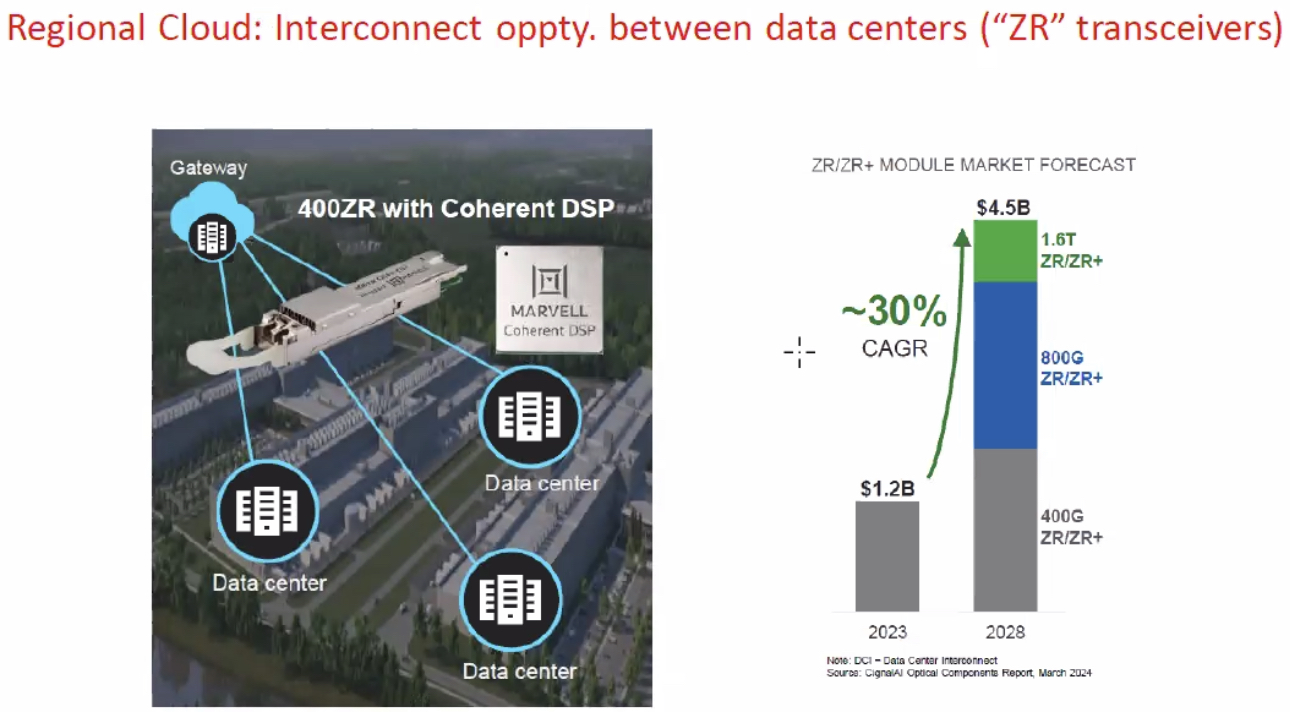 Regional Cloud: Interconnect oppty. between data centers (“ZR” transceivers)
Gateway
400ZR with Coherent DSP
MARVELL
Coherent DSP
Data center
Data center
Data center
ZR/ZR+ MODULE MARKET FORECAST
$4.5B
1.6T
ZR/ZR+
~30%
CAGR
800G
ZR/ZR+
$1.2B
400G
ZR/ZR+
2023
2028
Note: DCI – Data Center Interconnect
Source: CignalAI Optical Components Report, March 2024